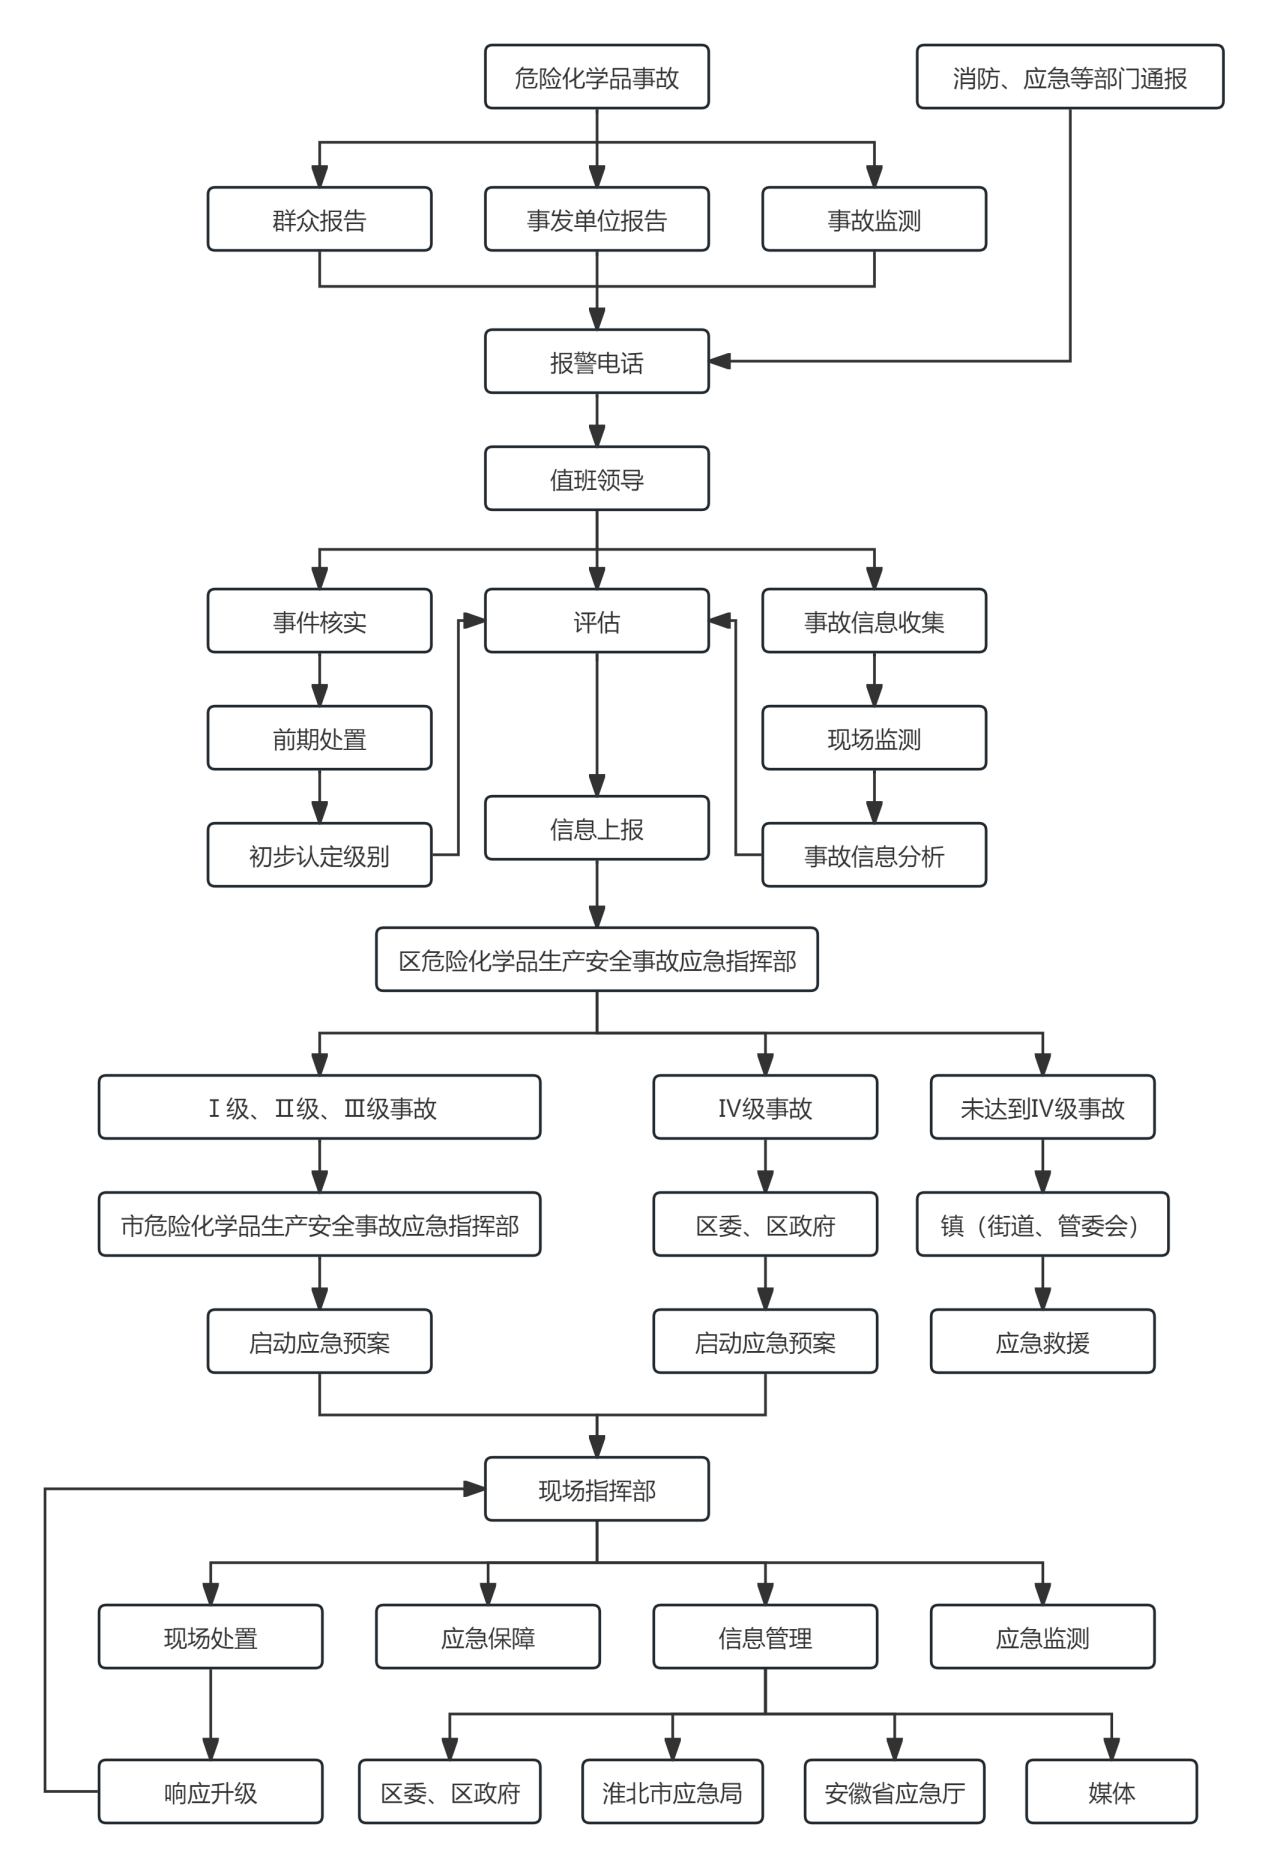 危险化学品事故
消防、应急等部门通报
群众报告
事发单位报告
事故监测
报警电话
值班领导
事件核实
评估
事故信息收集
前期处置
现场监测
信息上报
初步认定级别
事故信息分析
区危险化学品生产安全事故应急指挥部
Ⅰ级、Ⅱ级、Ⅲ级事故
Ⅳ级事故
未达到Ⅳ级事故
市危险化学品生产安全事故应急指挥部
区委、区政府
镇（街道、管委会）
启动应急预案
启动应急预案
应急救援
现场指挥部
现场处置
应急保障
信息管理
应急监测
响应升级
区委、区政府
淮北市应急局
安徽省应急厅
媒体